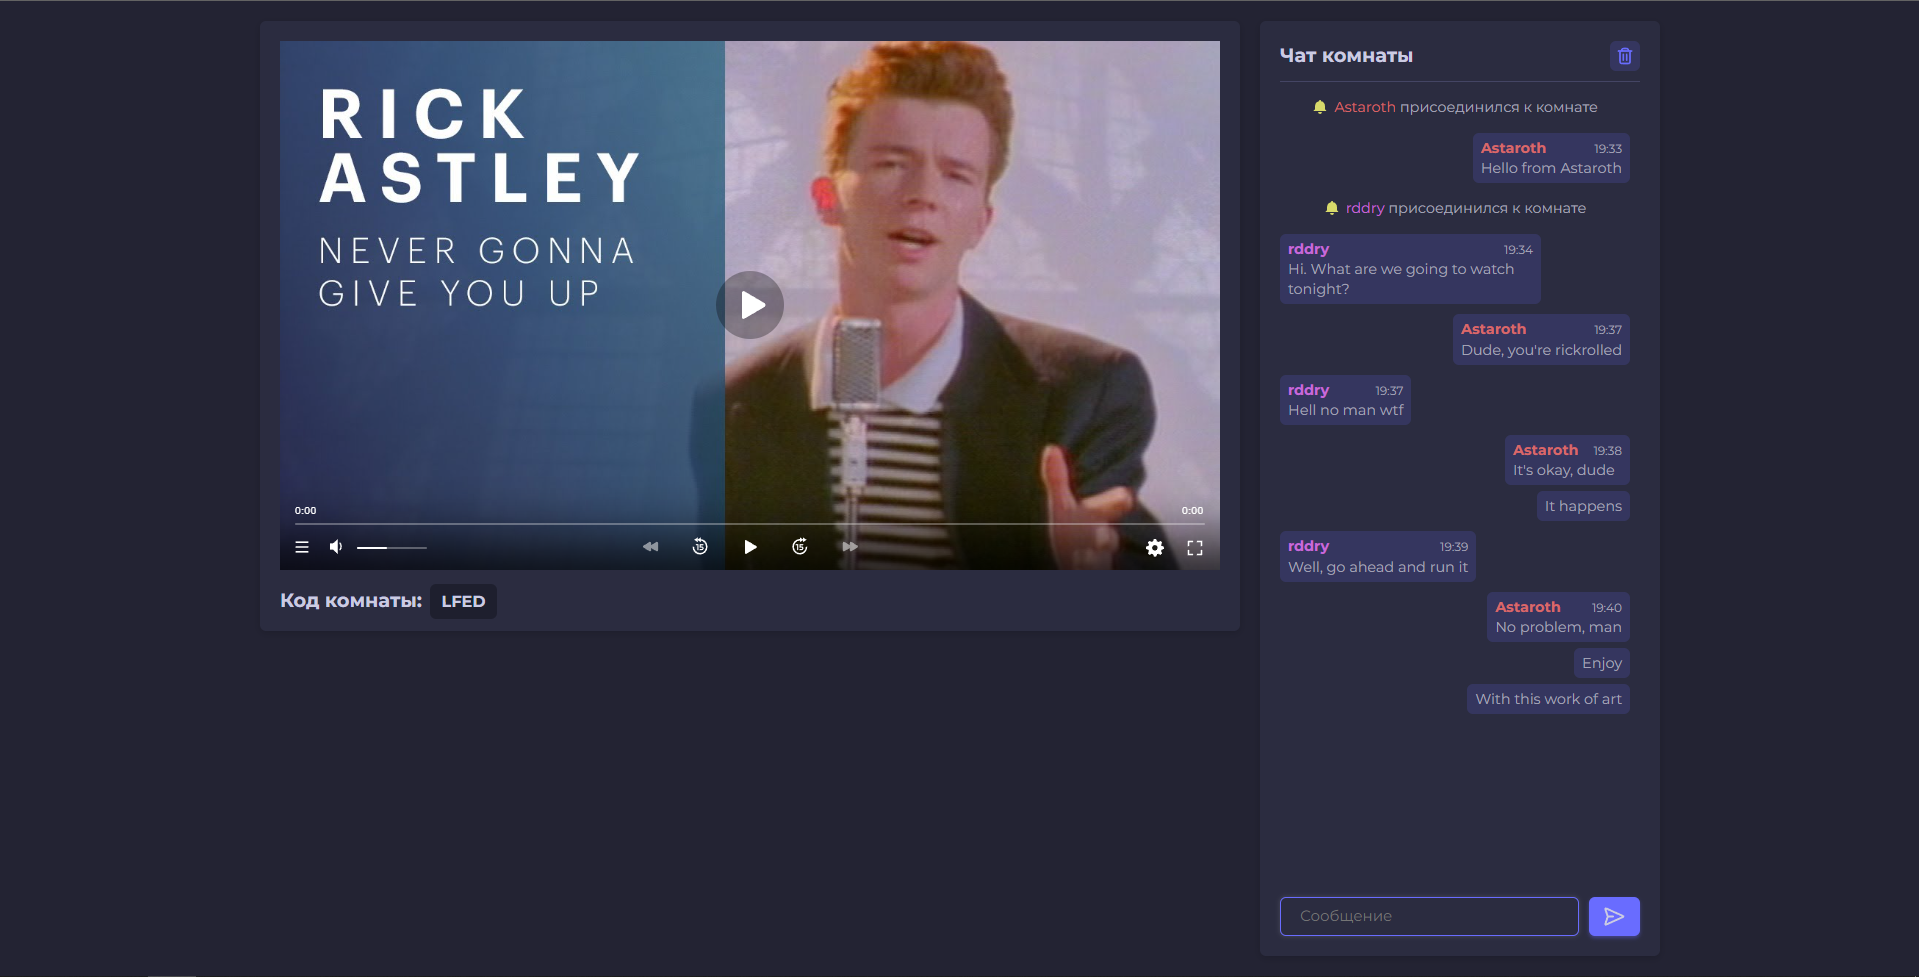 RICK
ASTLEY
NEVER GONNA
GIVE YOU UP
0:00
0:00
15
15
Код комнаты: LFED
Чат комнаты
Astaroth присоединился к комнате
Astaroth 19:33
Hello from Astaroth
rddry присоединился к комнате
rddry 19:34
Hi. What are we going to watch
tonight?
Astaroth 19:37
Dude, you're rickrolled
rddry 19:37
Hell no man wtf
Astaroth 19:38
It's okay, dude
It happens
rddry 19:39
Well, go ahead and run it
Astaroth 19:40
No problem, man
Enjoy
With this work of art
Сообщение